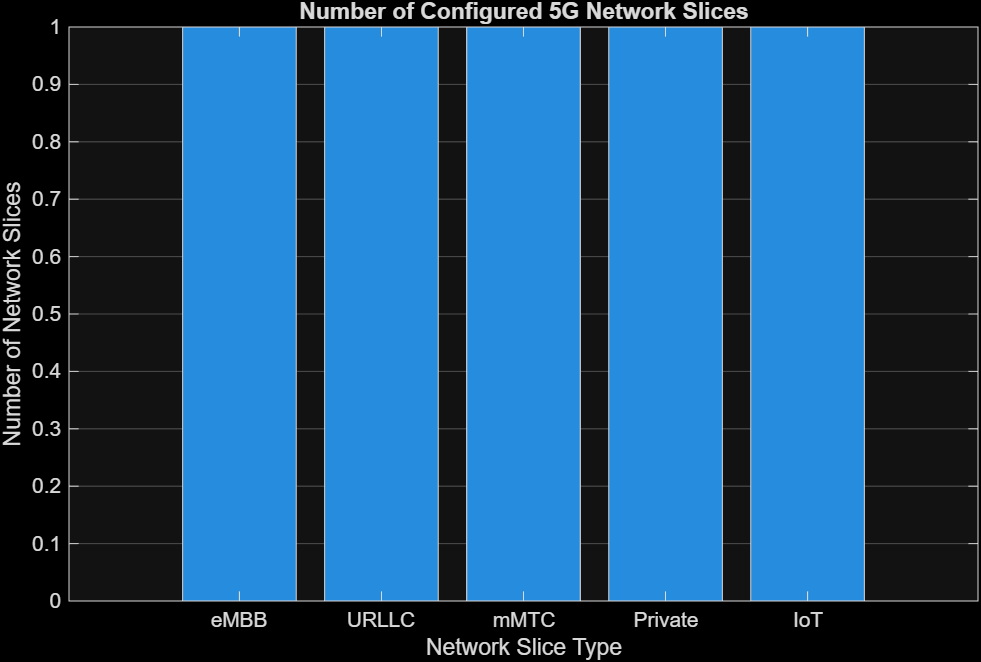 Number of Configured 5G Network Slices
Number of Network Slices
1
0.9
0.8
0.7
0.6
0.5
0.4
0.3
0.2
0.1
0
eMBB URLLC mMTC Private IoT
Network Slice Type